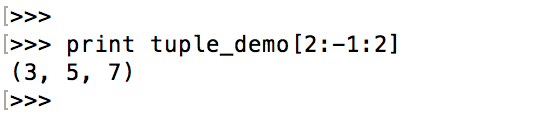 [>>>
[>>> print tuple_demo[2:-1:2]
(3, 5, 7)
[>>>